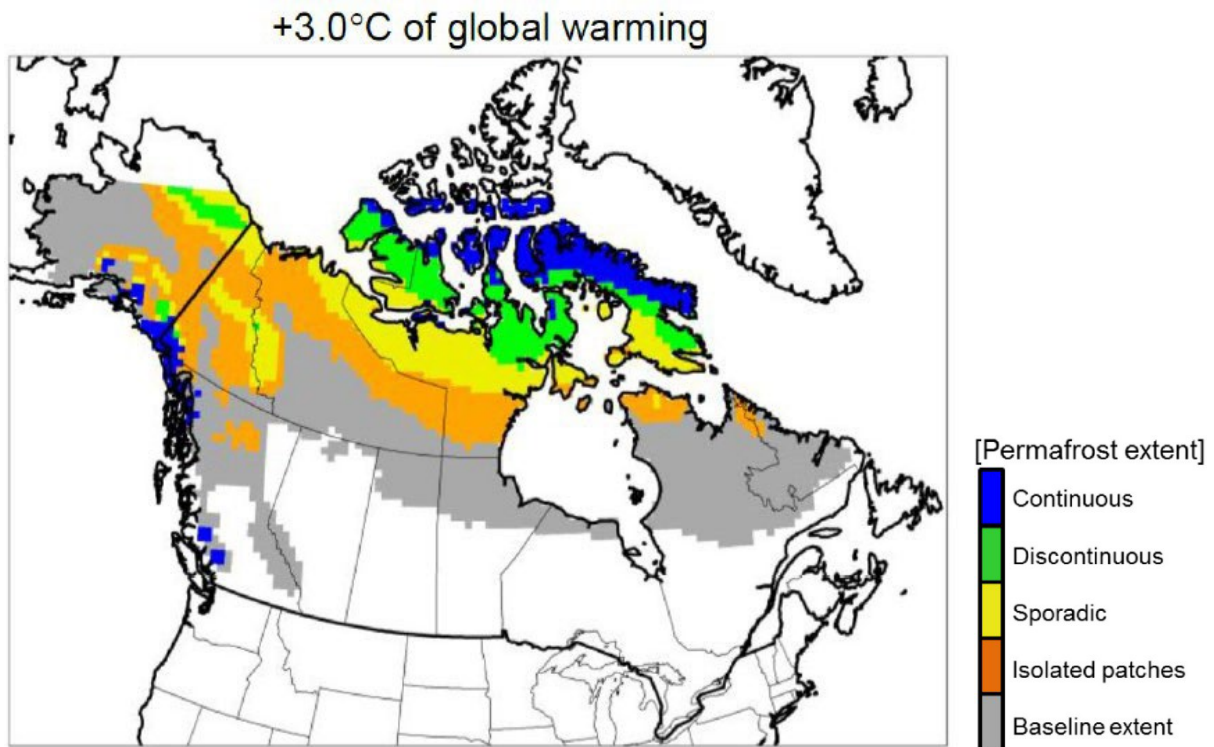 +3.0°C of global warming
[Permafrost extent]
Continuous
Discontinuous
Sporadic
Isolated patches
Baseline extent